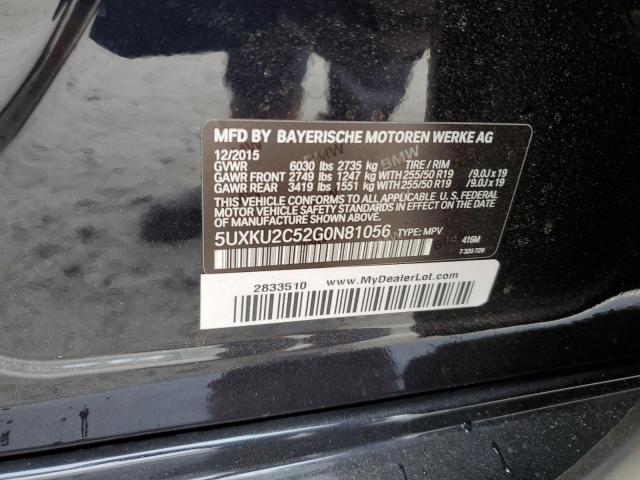 MFD BY BAYERISCHE MOTOREN WERKE AG
12/2015
GVWR 6030 lbs 2735 kg TIRE / RIM
GAWR FRONT 2749 lbs 1247 kg WITH 255/50 R19 /9.0J x 19
GAWR REAR 3419 lbs 1551 kg WITH 255/50 R19 /9.0J x 19
THIS VEHICLE CONFORMS TO ALL APPLICABLE U. S. FEDERAL
MOTOR VEHICLE SAFETY STANDARDS IN EFFECT ON
THE DATE OF MANUFACTURE SHOWN ABOVE.
5UXKU2C52G0N81056 TYPE: MPV 416M
7 320 729
2833510 www.MyDealerLot.com